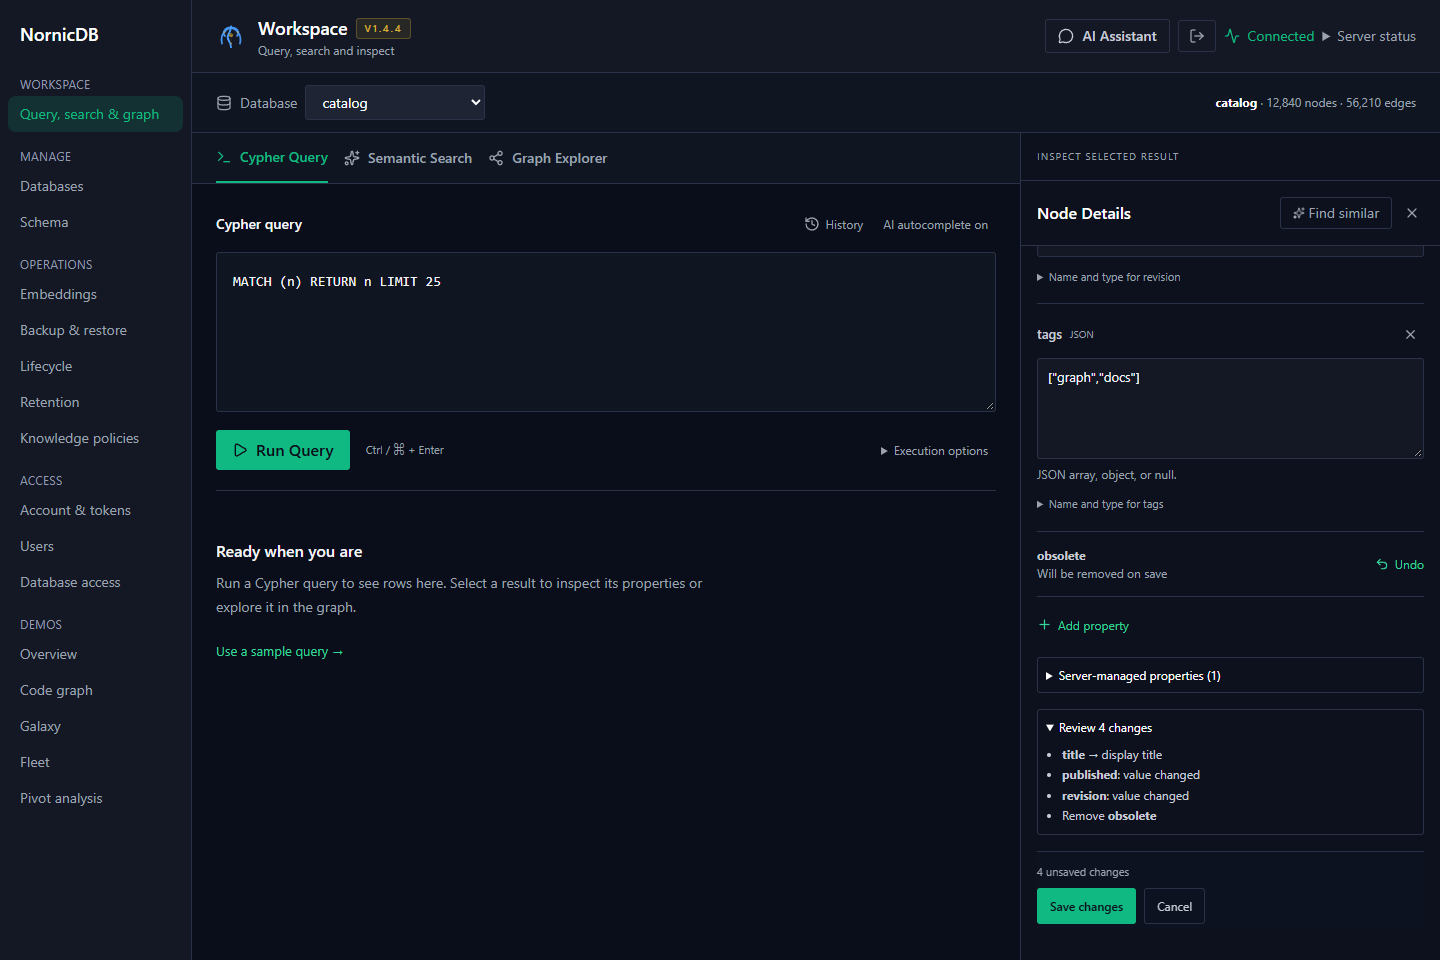 NornicDB
WORKSPACE
Query, search & graph
MANAGE
Databases
Schema
OPERATIONS
Embeddings
Backup & restore
Lifecycle
Retention
Knowledge policies
ACCESS
Account & tokens
Users
Database access
DEMOS
Overview
Code graph
Galaxy
Fleet
Pivot analysis
Workspace V1.4.4
Query, search and inspect
AI Assistant
Connected
Server status
Database catalog
catalog · 12,840 nodes · 56,210 edges
Cypher Query
Semantic Search
Graph Explorer
Cypher query
History
AI autocomplete on
MATCH (n) RETURN n LIMIT 25
Run Query
Ctrl / ⌘ + Enter
Execution options
Ready when you are
Run a Cypher query to see rows here. Select a result to inspect its properties or
explore it in the graph.
Use a sample query →
INSPECT SELECTED RESULT
Node Details
Find similar
Name and type for revision
tags JSON
["graph","docs"]
JSON array, object, or null.
Name and type for tags
obsolete
Will be removed on save
Undo
Add property
Server-managed properties (1)
Review 4 changes
• title → display title
• published: value changed
• revision: value changed
• Remove obsolete
4 unsaved changes
Save changes
Cancel